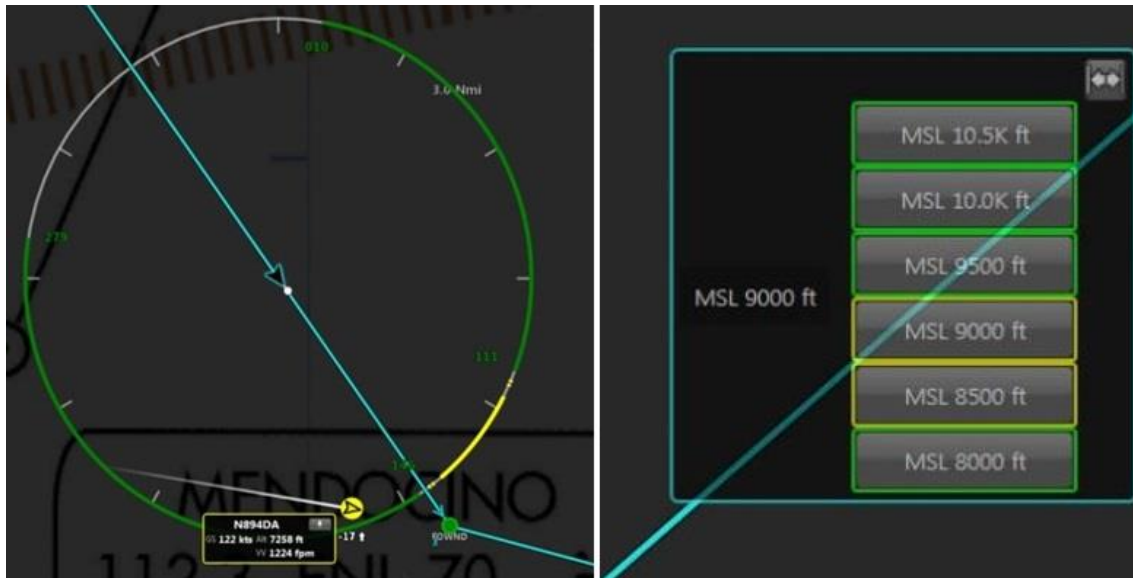 010
3.0 Nmi
279
111
MENDOCINO
N894DA
GS 122 kts Alt 7258 ft
VV 1224 fpm
-17
MSL 10.5K ft
MSL 10.0K ft
MSL 9500 ft
MSL 9000 ft
MSL 9000 ft
MSL 8500 ft
MSL 8000 ft